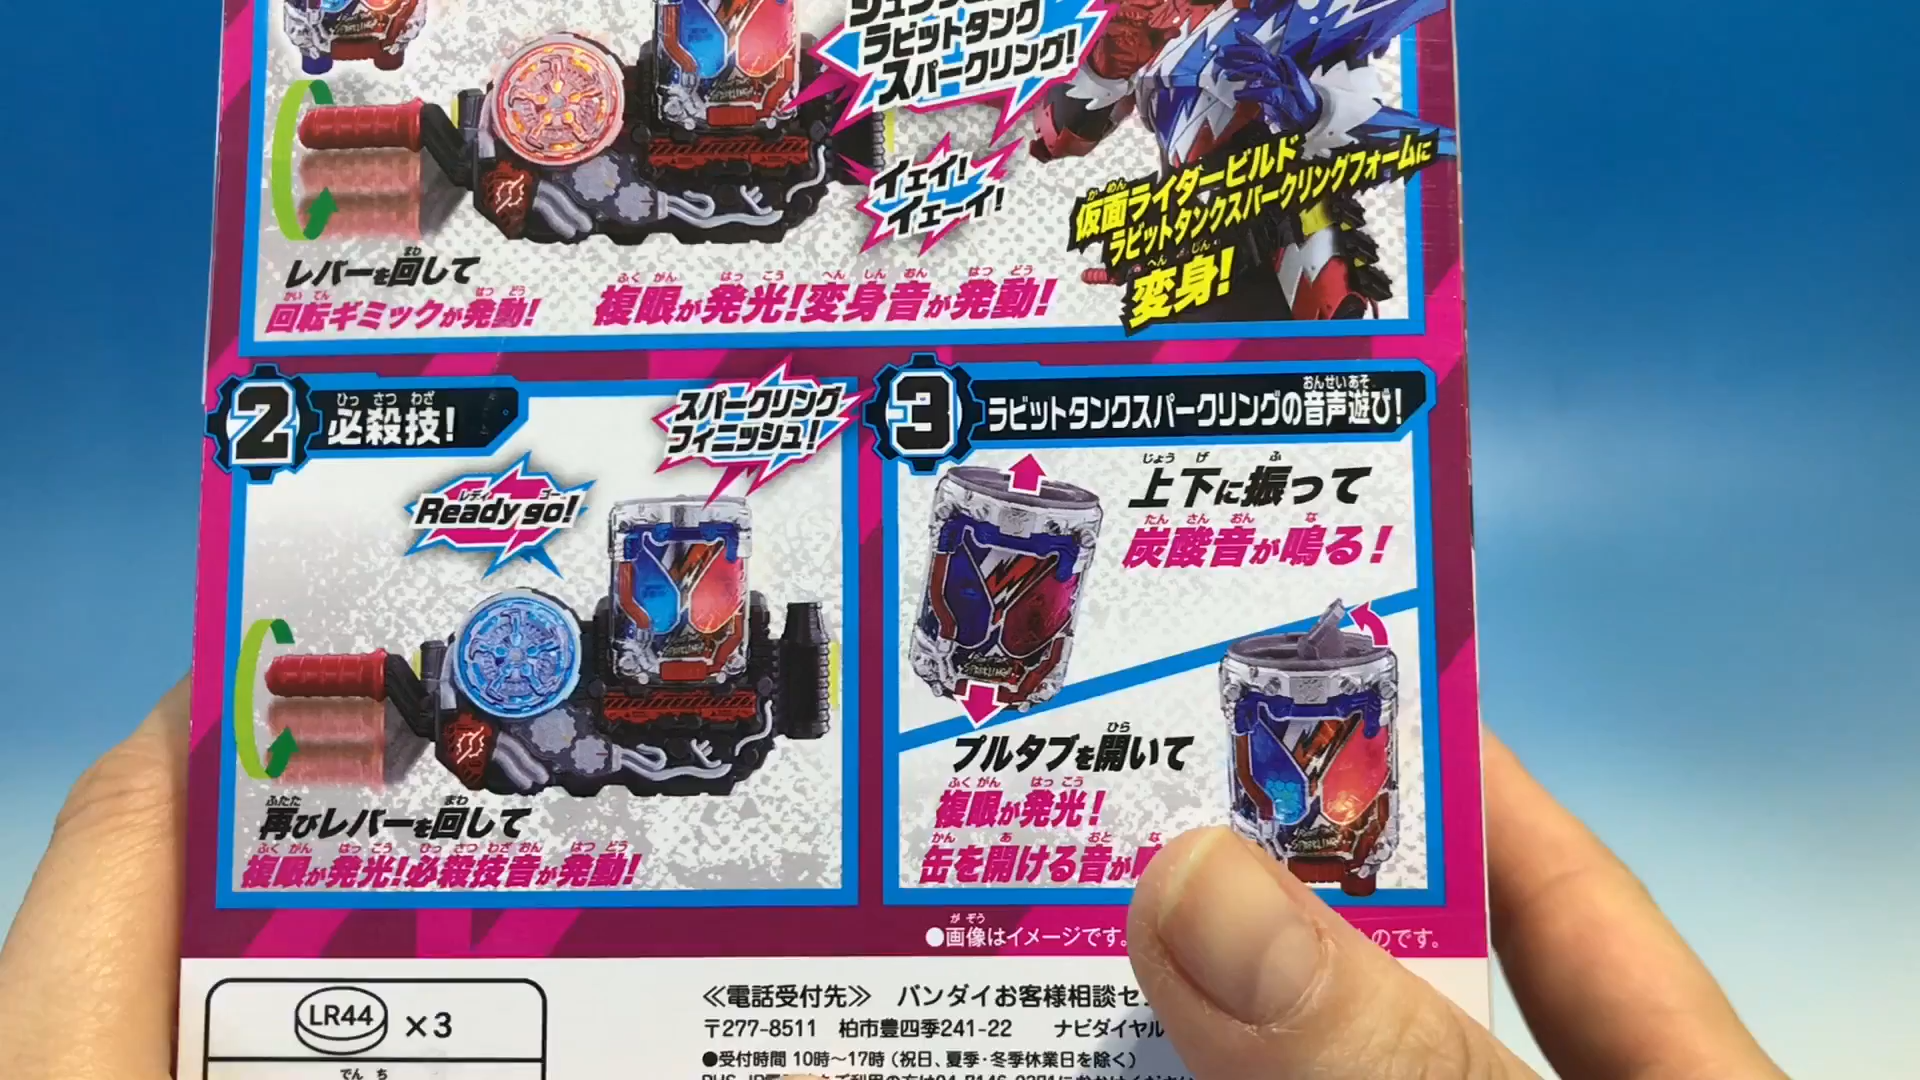 ラビットタンク
スパークリング!
イェイ!
イェーイ!
仮面ライダービルド
ラビットタンクスパークリングフォームに
変身!
レバーを回して
回転ギミックが発動!
複眼が発光!変身音が発動!
2 必殺技!
スパークリング
フィニッシュ!
Ready go!
再びレバーを回して
複眼が発光!必殺技音が発動!
3 ラビットタンクスパークリングの音声遊び!
上下に振って
炭酸音が鳴る!
プルタブを開いて
複眼が発光!
缶を開ける音が
●画像はイメージです。 のです。
LR44 ×3
≪電話受付先≫ バンダイお客様相談セ
〒277-8511 柏市豊四季241-22 ナビダイヤル
●受付時間 10時〜17時(祝日、夏季・冬季休業日を除く)